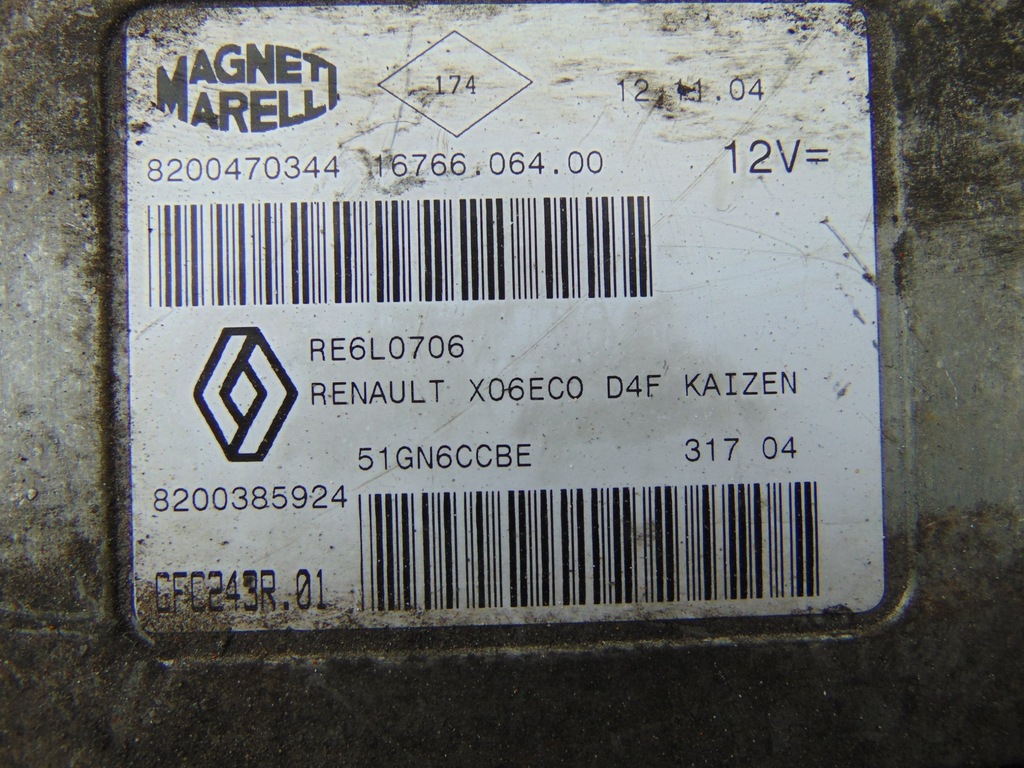 MAGNETI MARELLI 174 12.11.04
8200470344 16766.064.00 12V=
RE6L0706
RENAULT X06ECO D4F KAIZEN
51GN6CCBE 317 04
8200385924
GFC243R.01